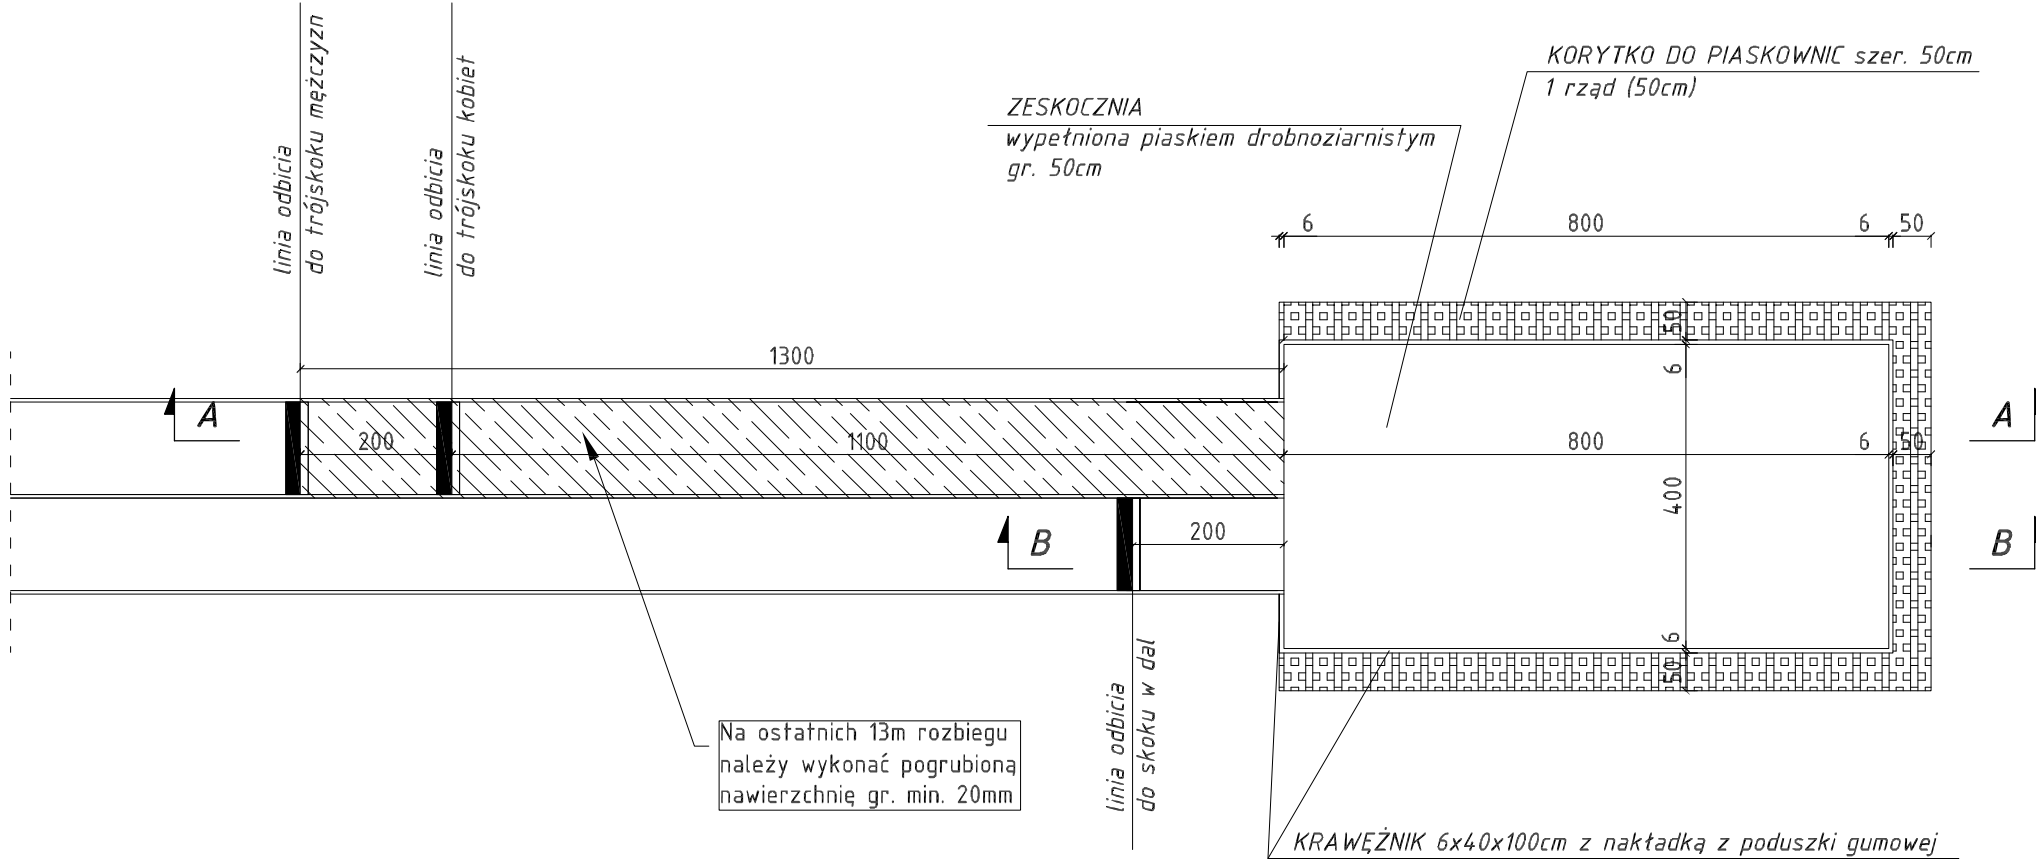 linia odbicia
do trójskoku mężczyzn
linia odbicia
do trójskoku kobiet
KORYTKO DO PIASKOWNIC szer. 50cm
1 rząd (50cm)
ZESKOCZNIA
wypełniona piaskiem drobnoziarnistym
gr. 50cm
6 800 6 50
50
1300
6
A
200
1100
800
6
50
A
400
B
200
B
6
50
linia odbicia
do skoku w dal
Na ostatnich 13m rozbiegu
należy wykonać pogrubioną
nawierzchnię gr. min. 20mm
KRAWĘŻNIK 6x40x100cm z nakładką z poduszki gumowej